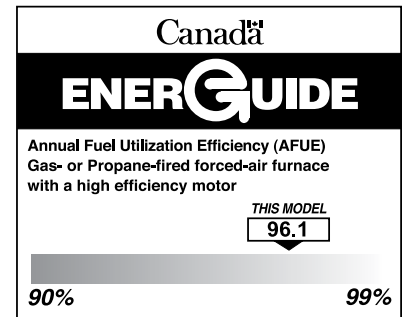 Canada
ENERGUIDE
Annual Fuel Utilization Efficiency (AFUE)
Gas- or Propane-fired forced-air furnace
with a high efficiency motor
THIS MODEL
96.1
90% 99%